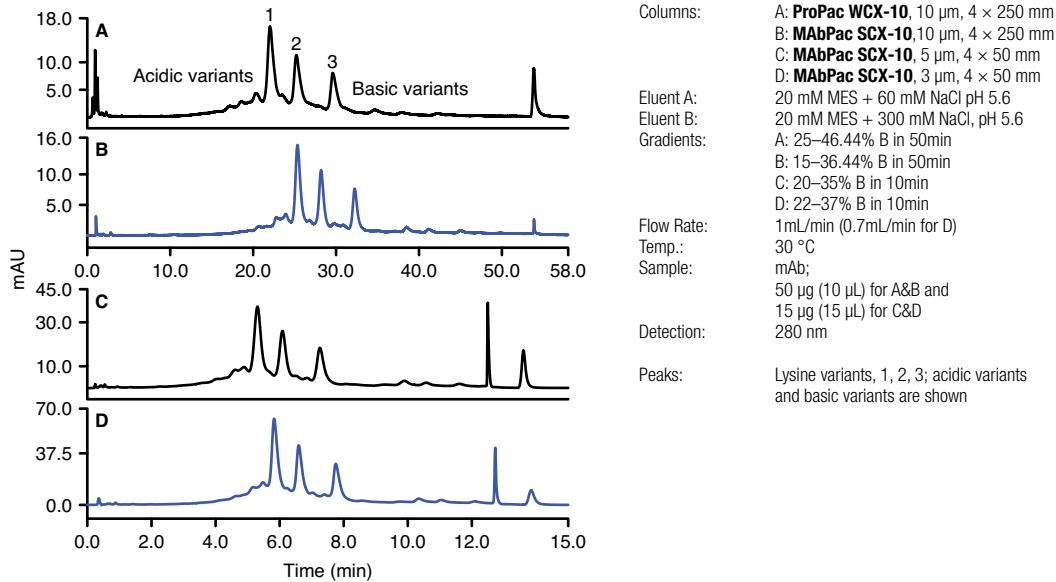 A
18.0
10.0
5.0
1
2
3
Acidic variants
Basic variants
B
16.0
10.0
5.0
0.0 10.0 20.0 30.0 40.0 50.0 58.0
mAU
C
45.0
30.0
10.0
D
70.0
37.5
0.0
0.0 2.0 4.0 6.0 8.0 10.0 12.0 15.0
Time (min)
Columns: A: ProPac WCX-10, 10 µm, 4 × 250 mm
B: MAbPac SCX-10,10 µm, 4 × 250 mm
C: MAbPac SCX-10, 5 µm, 4 × 50 mm
D: MAbPac SCX-10, 3 µm, 4 × 50 mm
Eluent A: 20 mM MES + 60 mM NaCl pH 5.6
Eluent B: 20 mM MES + 300 mM NaCl, pH 5.6
Gradients: A: 25–46.44% B in 50min
B: 15–36.44% B in 50min
C: 20–35% B in 10min
D: 22–37% B in 10min
Flow Rate: 1mL/min (0.7mL/min for D)
Temp.: 30 °C
Sample: mAb;
50 µg (10 µL) for A&B and
15 µg (15 µL) for C&D
Detection: 280 nm
Peaks: Lysine variants, 1, 2, 3; acidic variants
and basic variants are shown